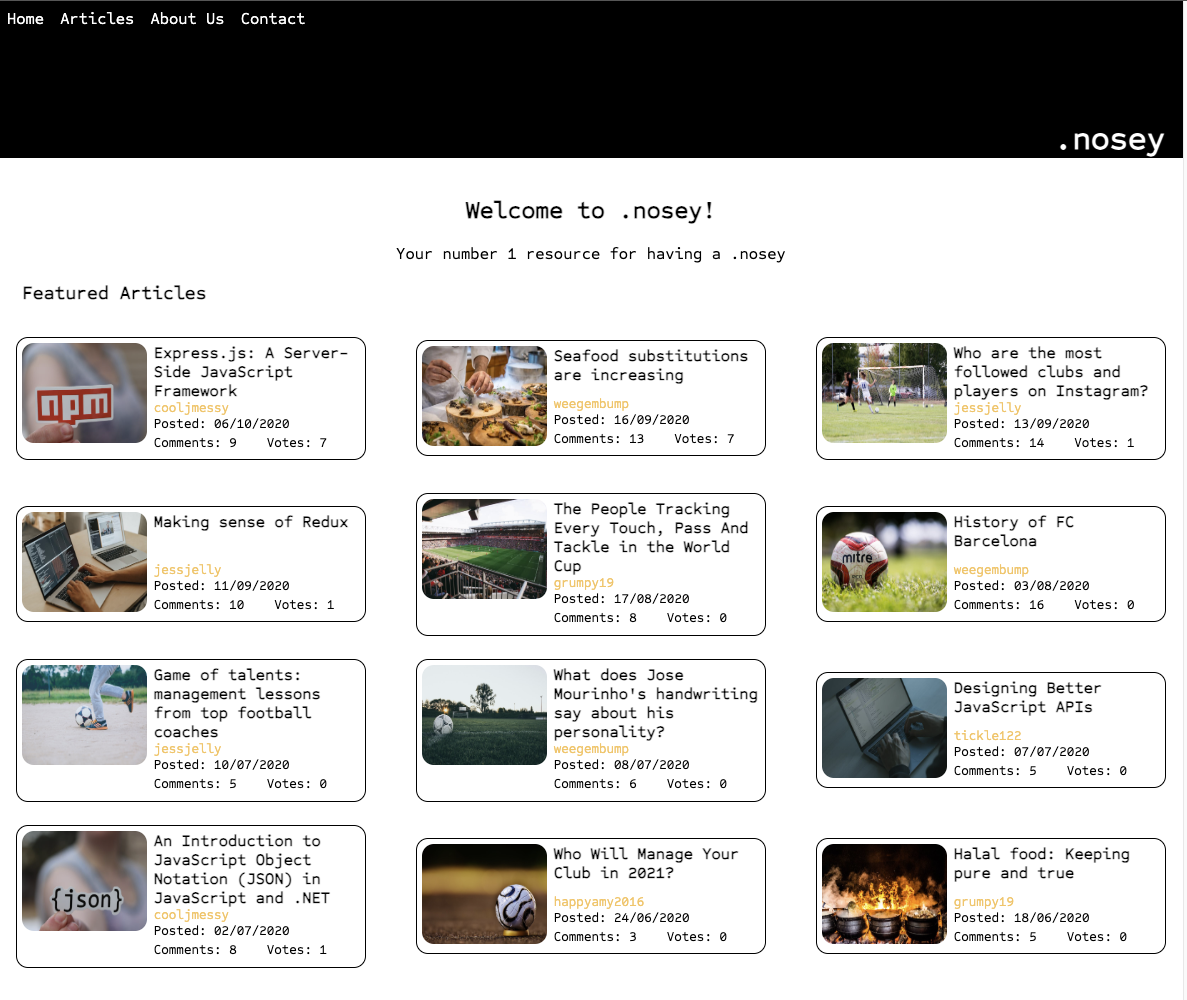 Home Articles About Us Contact
.nosey
Welcome to .nosey!
Your number 1 resource for having a .nosey
Featured Articles
npm
Express.js: A Server-
Side JavaScript
Framework
cooljmessy
Posted: 06/10/2020
Comments: 9 Votes: 7
Seafood substitutions
are increasing
weegembump
Posted: 16/09/2020
Comments: 13 Votes: 7
Who are the most
followed clubs and
players on Instagram?
jessjelly
Posted: 13/09/2020
Comments: 14 Votes: 1
Making sense of Redux
jessjelly
Posted: 11/09/2020
Comments: 10 Votes: 1
The People Tracking
Every Touch, Pass And
Tackle in the World
Cup
grumpy19
Posted: 17/08/2020
Comments: 8 Votes: 0
mitre
History of FC
Barcelona
weegembump
Posted: 03/08/2020
Comments: 16 Votes: 0
Game of talents:
management lessons
from top football
coaches
jessjelly
Posted: 10/07/2020
Comments: 5 Votes: 0
What does Jose
Mourinho's handwriting
say about his
personality?
weegembump
Posted: 08/07/2020
Comments: 6 Votes: 0
Designing Better
JavaScript APIs
tickle122
Posted: 07/07/2020
Comments: 5 Votes: 0
{json}
An Introduction to
JavaScript Object
Notation (JSON) in
JavaScript and .NET
cooljmessy
Posted: 02/07/2020
Comments: 8 Votes: 1
Who Will Manage Your
Club in 2021?
happyamy2016
Posted: 24/06/2020
Comments: 3 Votes: 0
Halal food: Keeping
pure and true
grumpy19
Posted: 18/06/2020
Comments: 5 Votes: 0